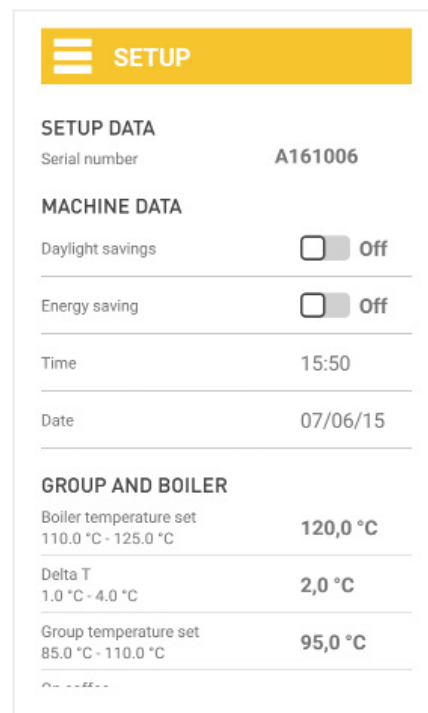 SETUP
SETUP DATA
Serial number A161006
MACHINE DATA
Daylight savings Off
Energy saving Off
Time 15:50
Date 07/06/15
GROUP AND BOILER
Boiler temperature set
110.0 °C - 125.0 °C 120,0 °C
Delta T
1.0 °C - 4.0 °C 2,0 °C
Group temperature set
85.0 °C - 110.0 °C 95,0 °C